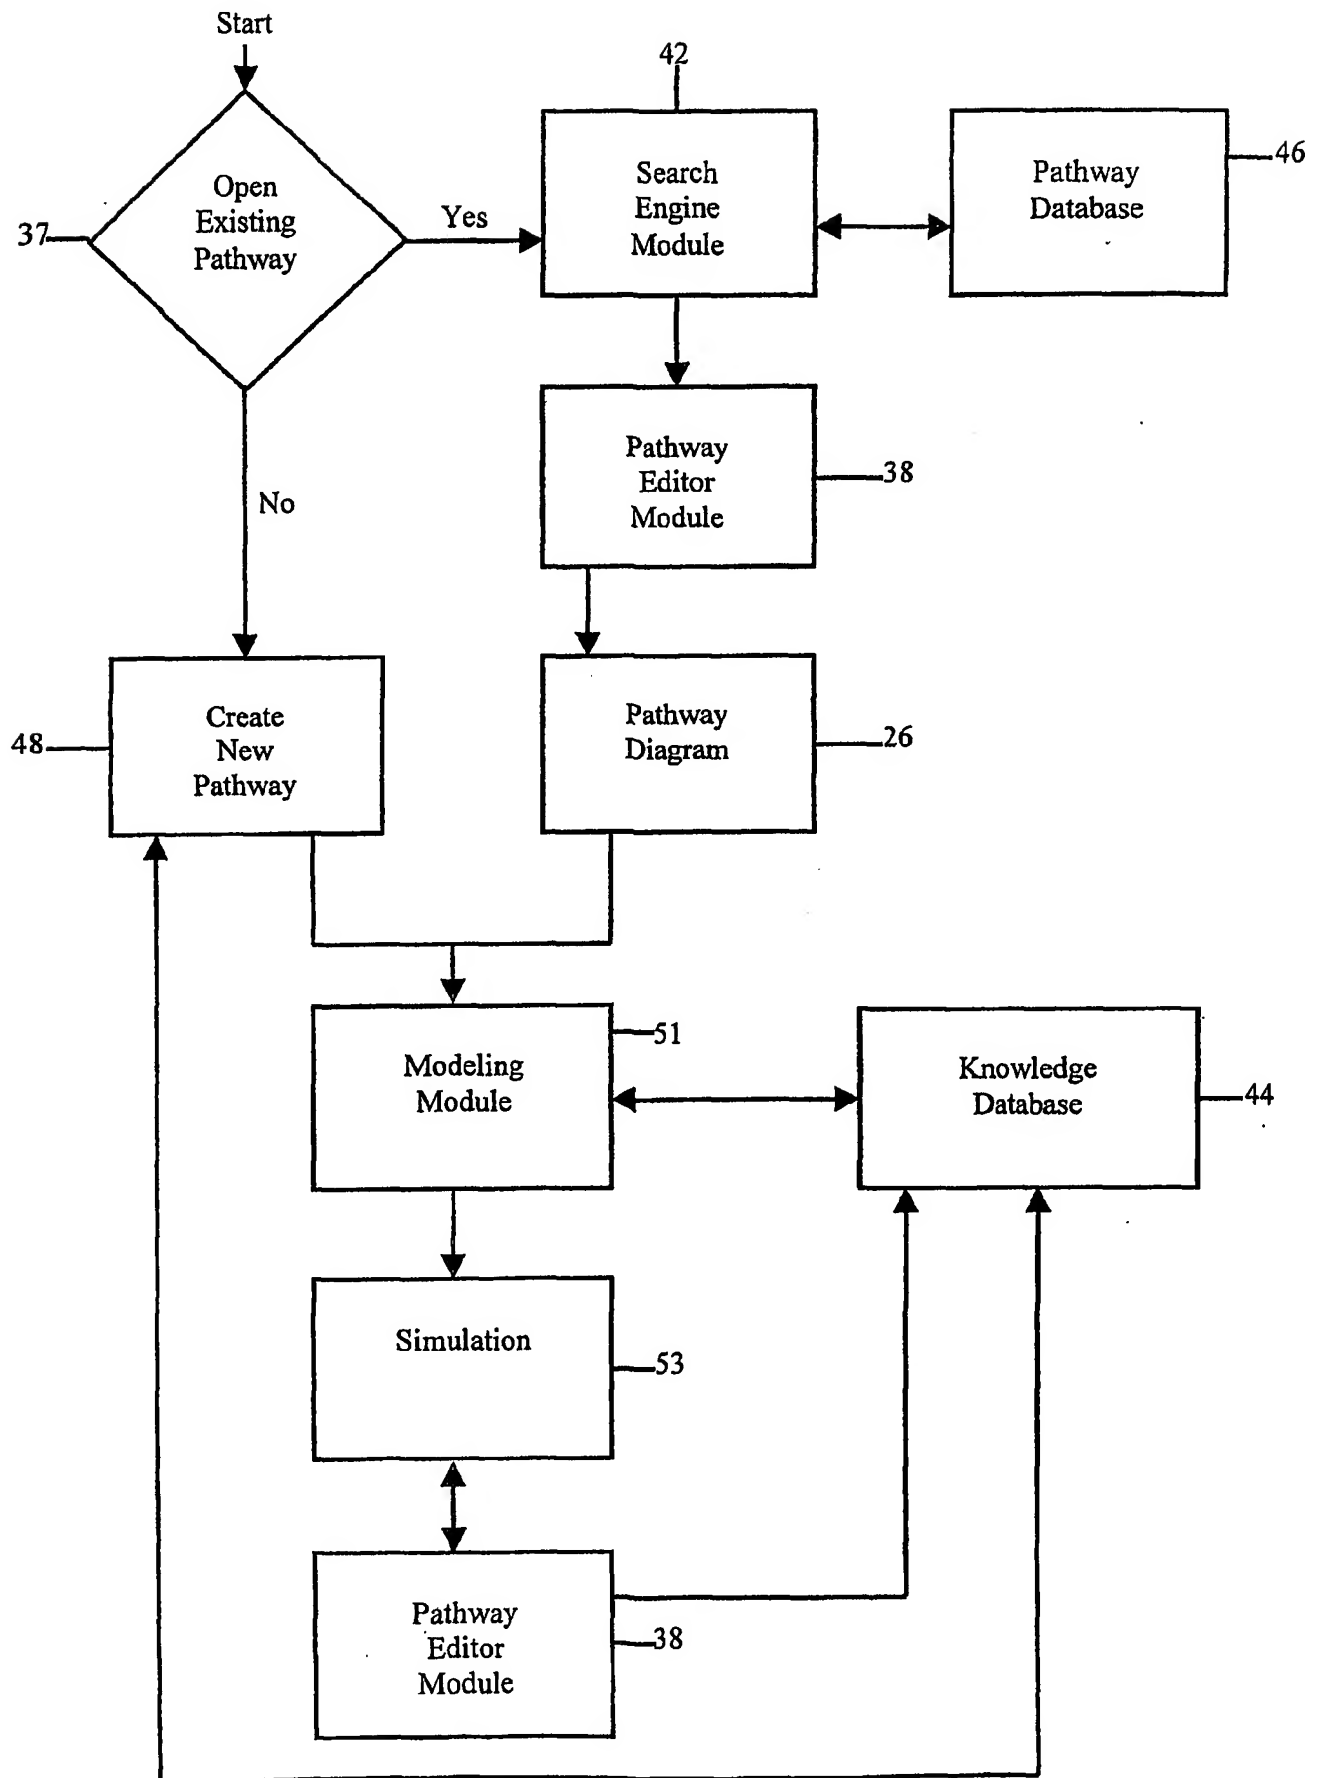 Start
42
Open
Existing
Pathway
37
Yes
Search
Engine
Module
Pathway
Database
46
Pathway
Editor
Module
38
No
Create
New
Pathway
48
Pathway
Diagram
26
Modeling
Module
51
Knowledge
Database
44
Simulation
53
Pathway
Editor
Module
38